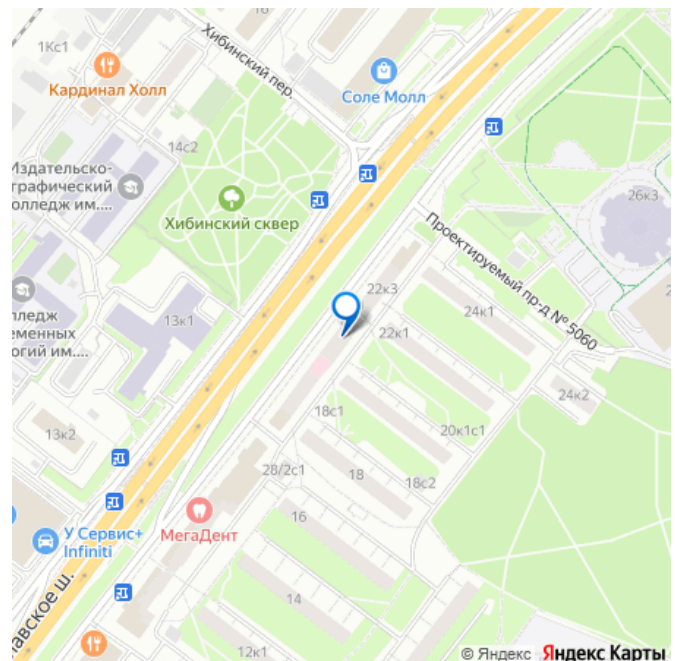 16
1Кс1
Хибинский пер.
Кардинал Холл
Соле Молл
14с2
Издательско-
графический
олледж им....
Хибинский сквер
26к3
Проектируемый пр-д № 5060
22к3
24к1
13к1
лледж
еменных
огий им....
22к1
24к2
18с1
20к1с1
13к2
28/2с1
18
18с2
У Сервис+
Infiniti
МегаДент
16
14
авское ш.
12к1
© Яндекс Яндекс Карты